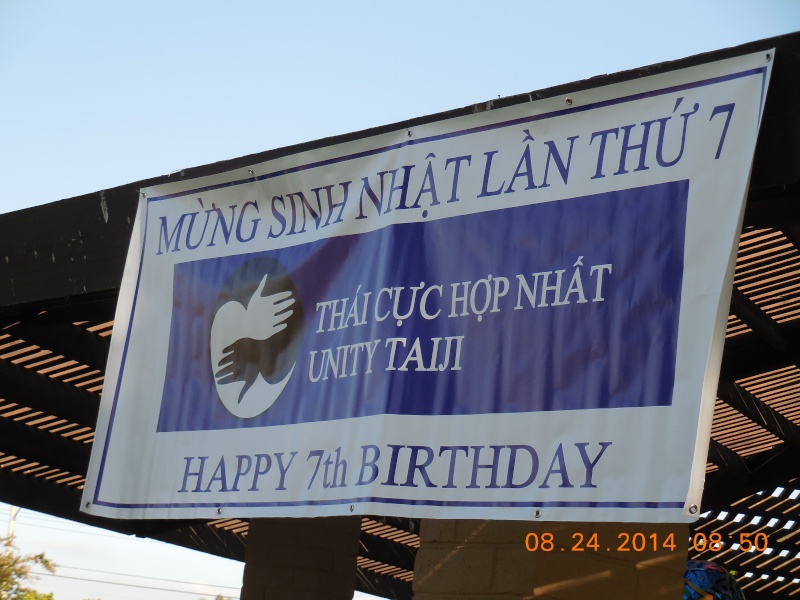 MỪNG SINH NHẬT LẦN THỨ 7
THÁI CỰC HỢP NHẤT
UNITY TAIJI
HAPPY 7th BIRTHDAY
08.24.2014 08:50